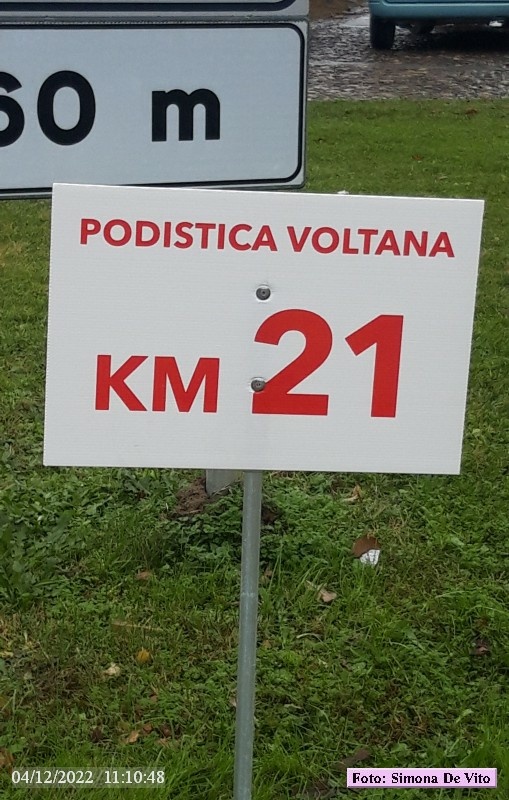 60 m
PODISTICA VOLTANA
KM 21
04/12/2022 11:10:48
Foto: Simona De Vito